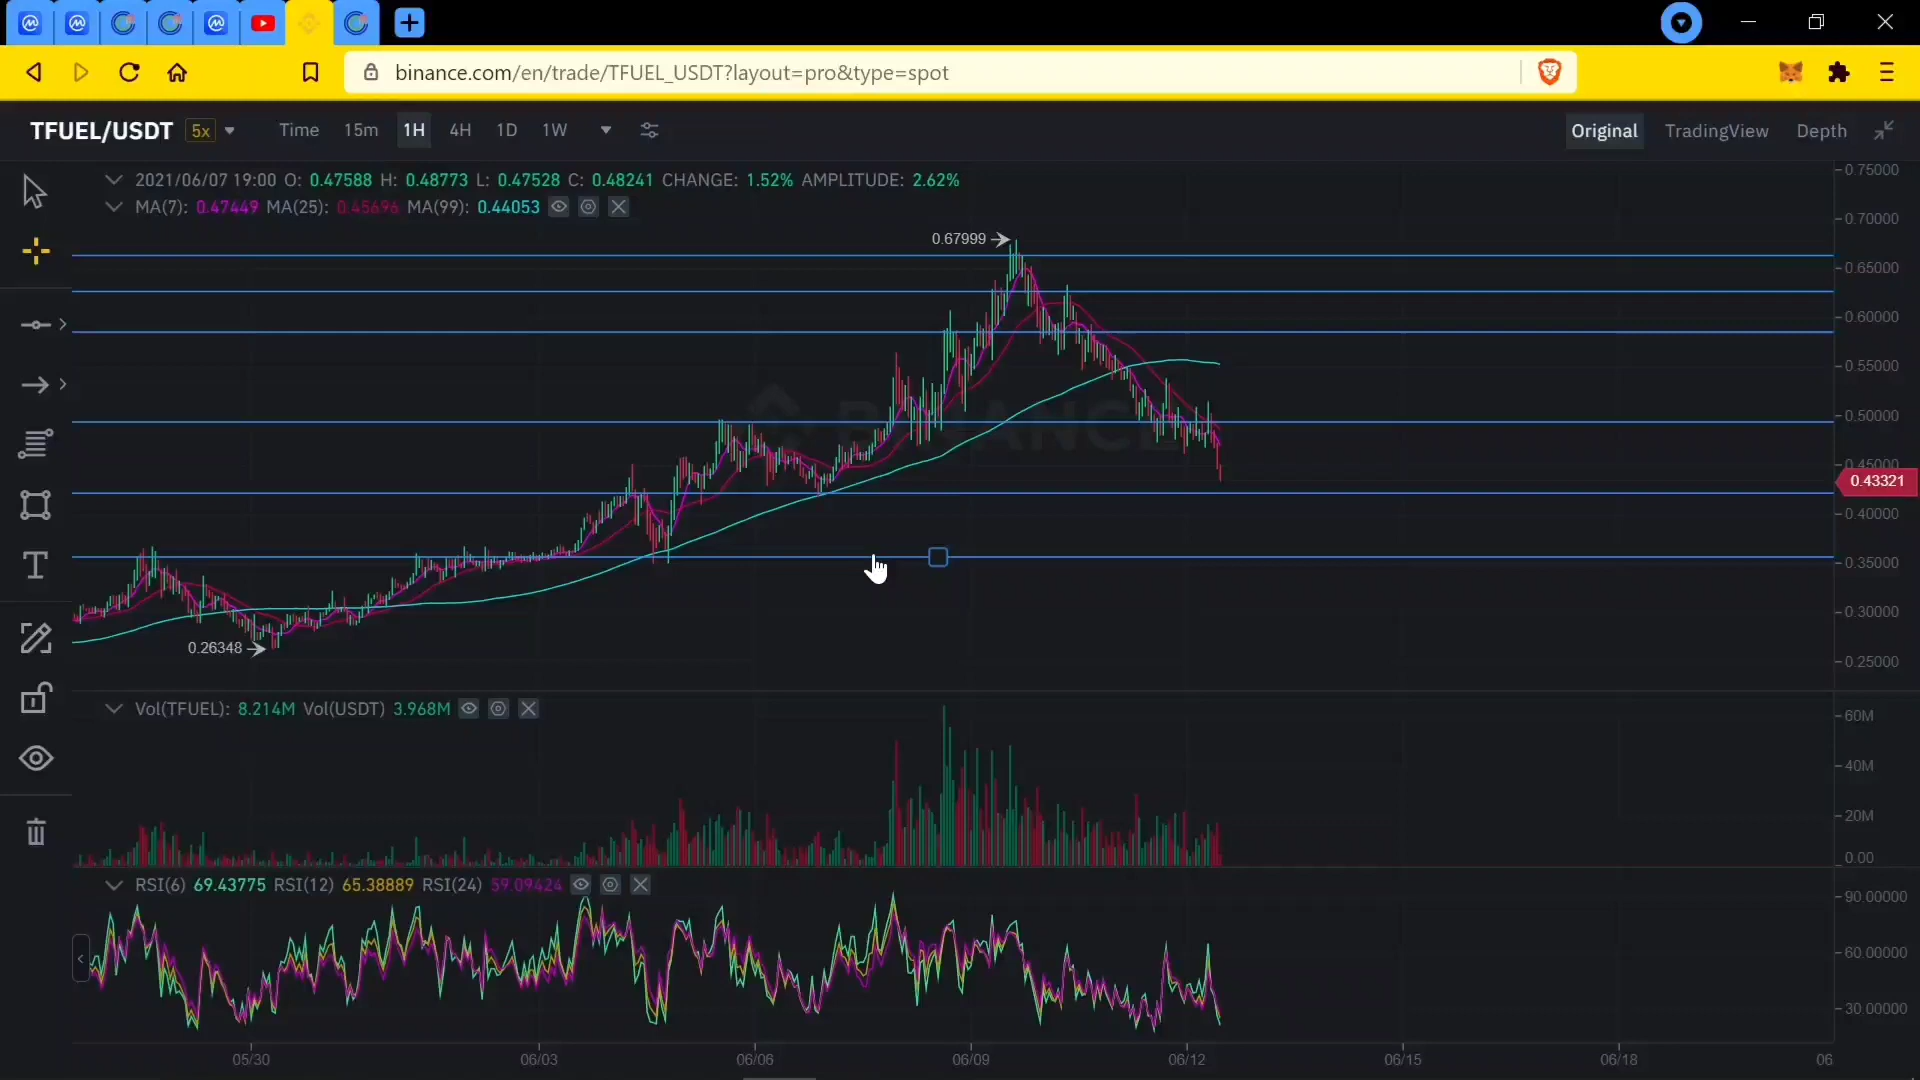 binance.com/en/trade/TFUEL_USDT?layout=pro&type=spot
TFUEL/USDT 5x Time 15m 1H 4H 1D 1W Original TradingView Depth
2021/06/07 19:00 O: 0.47588 H: 0.48773 L: 0.47528 C: 0.48241 CHANGE: 1.52% AMPLITUDE: 2.62%
MA(7): 0.47449 MA(25): 0.45696 MA(99): 0.44053
0.75000
0.70000
0.67999
0.65000
0.60000
0.55000
0.50000
BINANCE
0.45000
0.43321
0.40000
0.35000
0.30000
0.26348
0.25000
Vol(TFUEL): 8.214M Vol(USDT) 3.968M
60M
40M
20M
0.00
RSI(6) 69.43775 RSI(12) 65.38889 RSI(24) 59.09424
90.00000
60.00000
30.00000
05/30 06/03 06/06 06/09 06/12 06/15 06/18 06
T